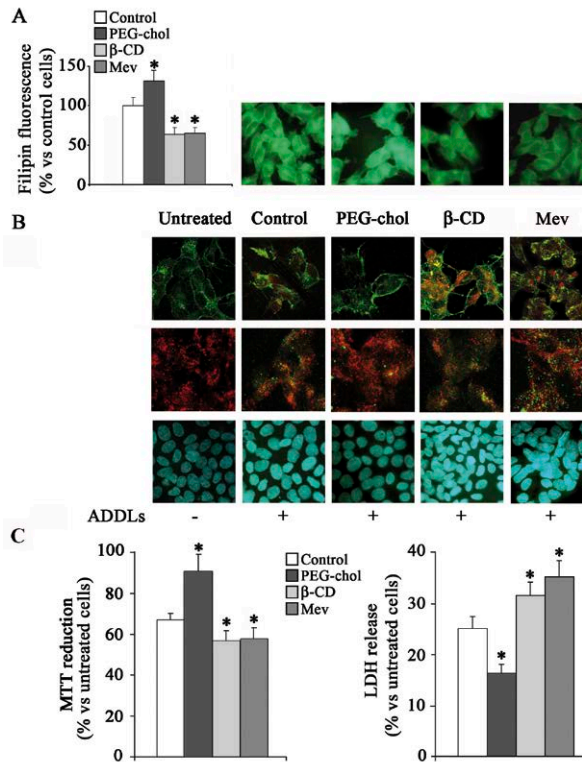 A
Control
PEG-chol
β-CD
Mev
Filipin fluorescence
(% vs control cells)
150
100
50
0
*
* *
B
Untreated Control PEG-chol β-CD Mev
ADDLs - + + + +
C
MTT reduction
(% vs untreated cells)
100
80
60
40
20
0
*
* *
Control
PEG-chol
β-CD
Mev
LDH release
(% vs untreated cells)
40
30
20
10
0
*
* *